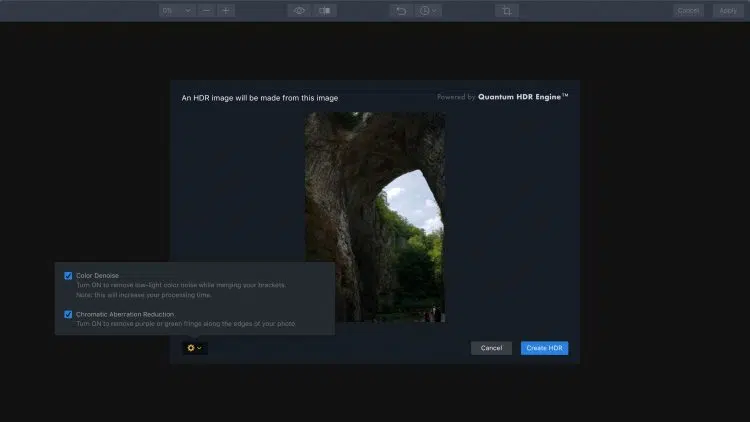 0%
Cancel
Apply
An HDR image will be made from this image
Powered by Quantum HDR Engine™
Color Denoise
Turn ON to remove low-light color noise while merging your brackets.
Note: this will increase your processing time.
Chromatic Aberration Reduction
Turn ON to remove purple or green frings along the edges of your photo
Cancel
Create HDR